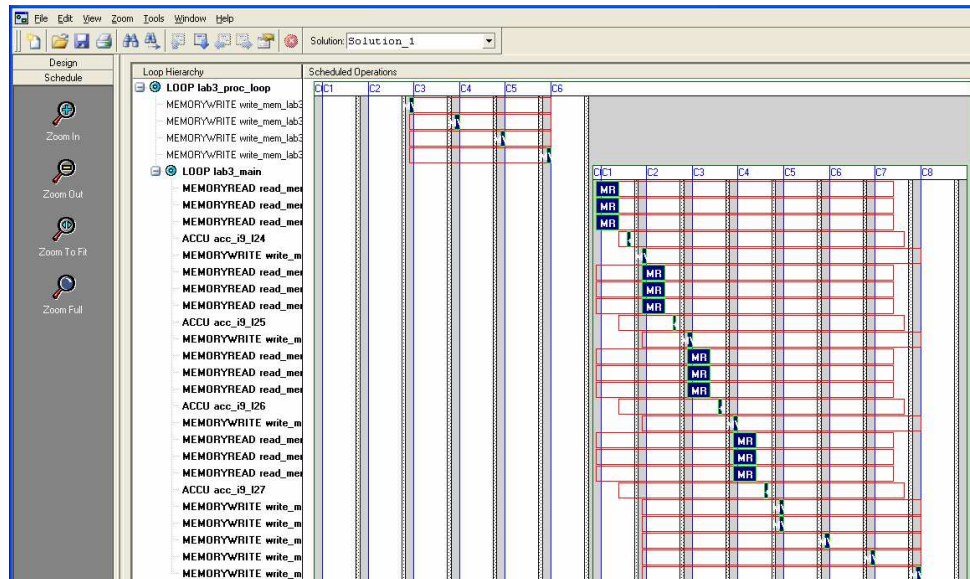 File Edit View Zoom Tools Window Help
Solution: Solution_1
Design
Schedule
Zoom In
Zoom Out
Zoom To Fit
Zoom Full
Loop Hierarchy Scheduled Operations
LOOP lab3_proc_loop C1 C2 C3 C4 C5 C6
MEMORYWRITE write_mem_lab3
MEMORYWRITE write_mem_lab3
MEMORYWRITE write_mem_lab3
MEMORYWRITE write_mem_lab3
LOOP lab3_main C1 C2 C3 C4 C5 C6 C7 C8
MEMORYREAD read_mer MR
MEMORYREAD read_mer MR
MEMORYREAD read_mer MR
ACCU acc_i9_l24
MEMORYWRITE write_m
MEMORYREAD read_mer MR
MEMORYREAD read_mer MR
MEMORYREAD read_mer MR
ACCU acc_i9_l25
MEMORYWRITE write_m
MEMORYREAD read_mer MR
MEMORYREAD read_mer MR
MEMORYREAD read_mer MR
ACCU acc_i9_l26
MEMORYWRITE write_m
MEMORYREAD read_mer MR
MEMORYREAD read_mer MR
MEMORYREAD read_mer MR
ACCU acc_i9_l27
MEMORYWRITE write_m
MEMORYWRITE write_m
MEMORYWRITE write_m
MEMORYWRITE write_m
MEMORYWRITE write_m